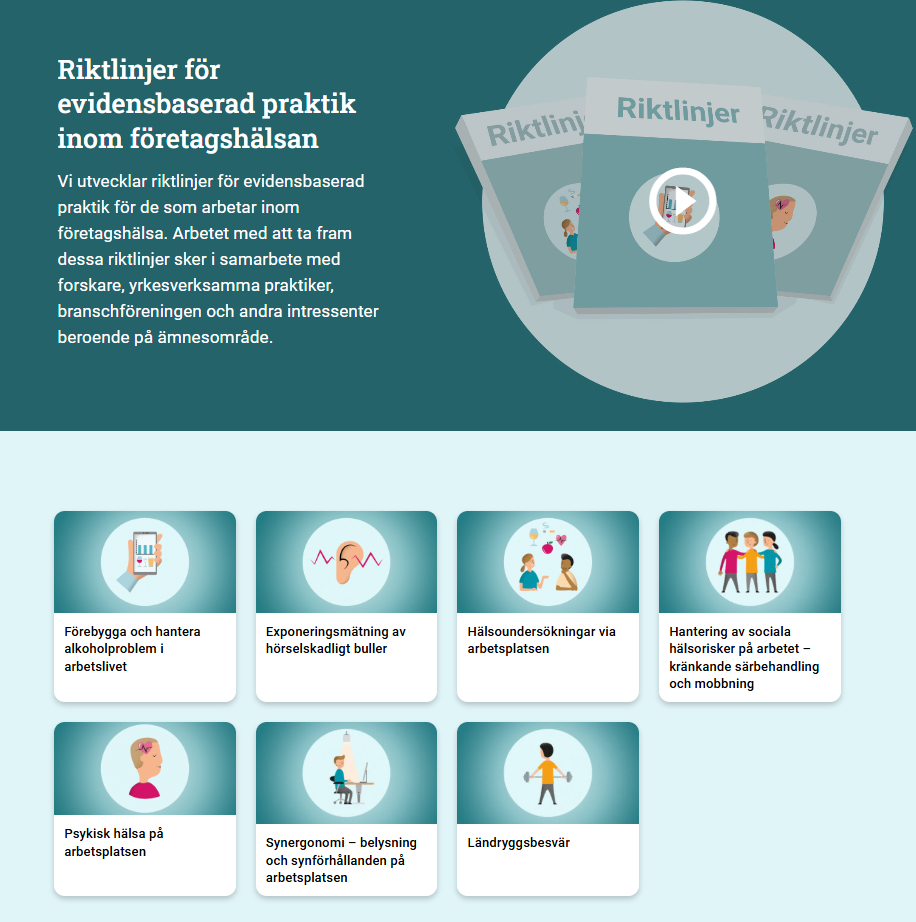 Riktlinjer för
evidensbaserad praktik
inom företagshälsan
Vi utvecklar riktlinjer för evidensbaserad
praktik för de som arbetar inom
företagshälsa. Arbetet med att ta fram
dessa riktlinjer sker i samarbete med
forskare, yrkesverksamma praktiker,
branschföreningen och andra intressenter
beroende på ämnesområde.
Riktlinj
Riktlinjer
Riktlinjer
Förebygga och hantera
alkoholproblem i
arbetslivet
Exponeringsmätning av
hörselskadligt buller
Hälsoundersökningar via
arbetsplatsen
Hantering av sociala
hälsorisker på arbetet –
kränkande särbehandling
och mobbning
Psykisk hälsa på
arbetsplatsen
Synergonomi – belysning
och synförhållanden på
arbetsplatsen
Ländryggsbesvär